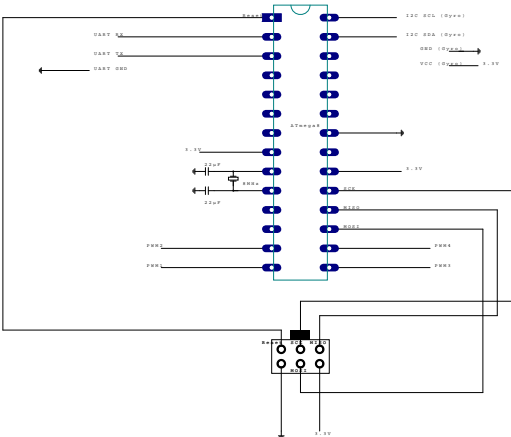 Reset
I2C SCL (Gyro)
UART RX
I2C SDA (Gyro)
UART TX
GND (Gyro)
UART GND
VCC (Gyro)
3.3V
ATmega8
3.3V
22pF
3.3V
8MHz
SCK
22pF
MISO
MOSI
PWM2
PWM4
PWM1
PWM3
Reset SCK MISO
MOSI
3.3V